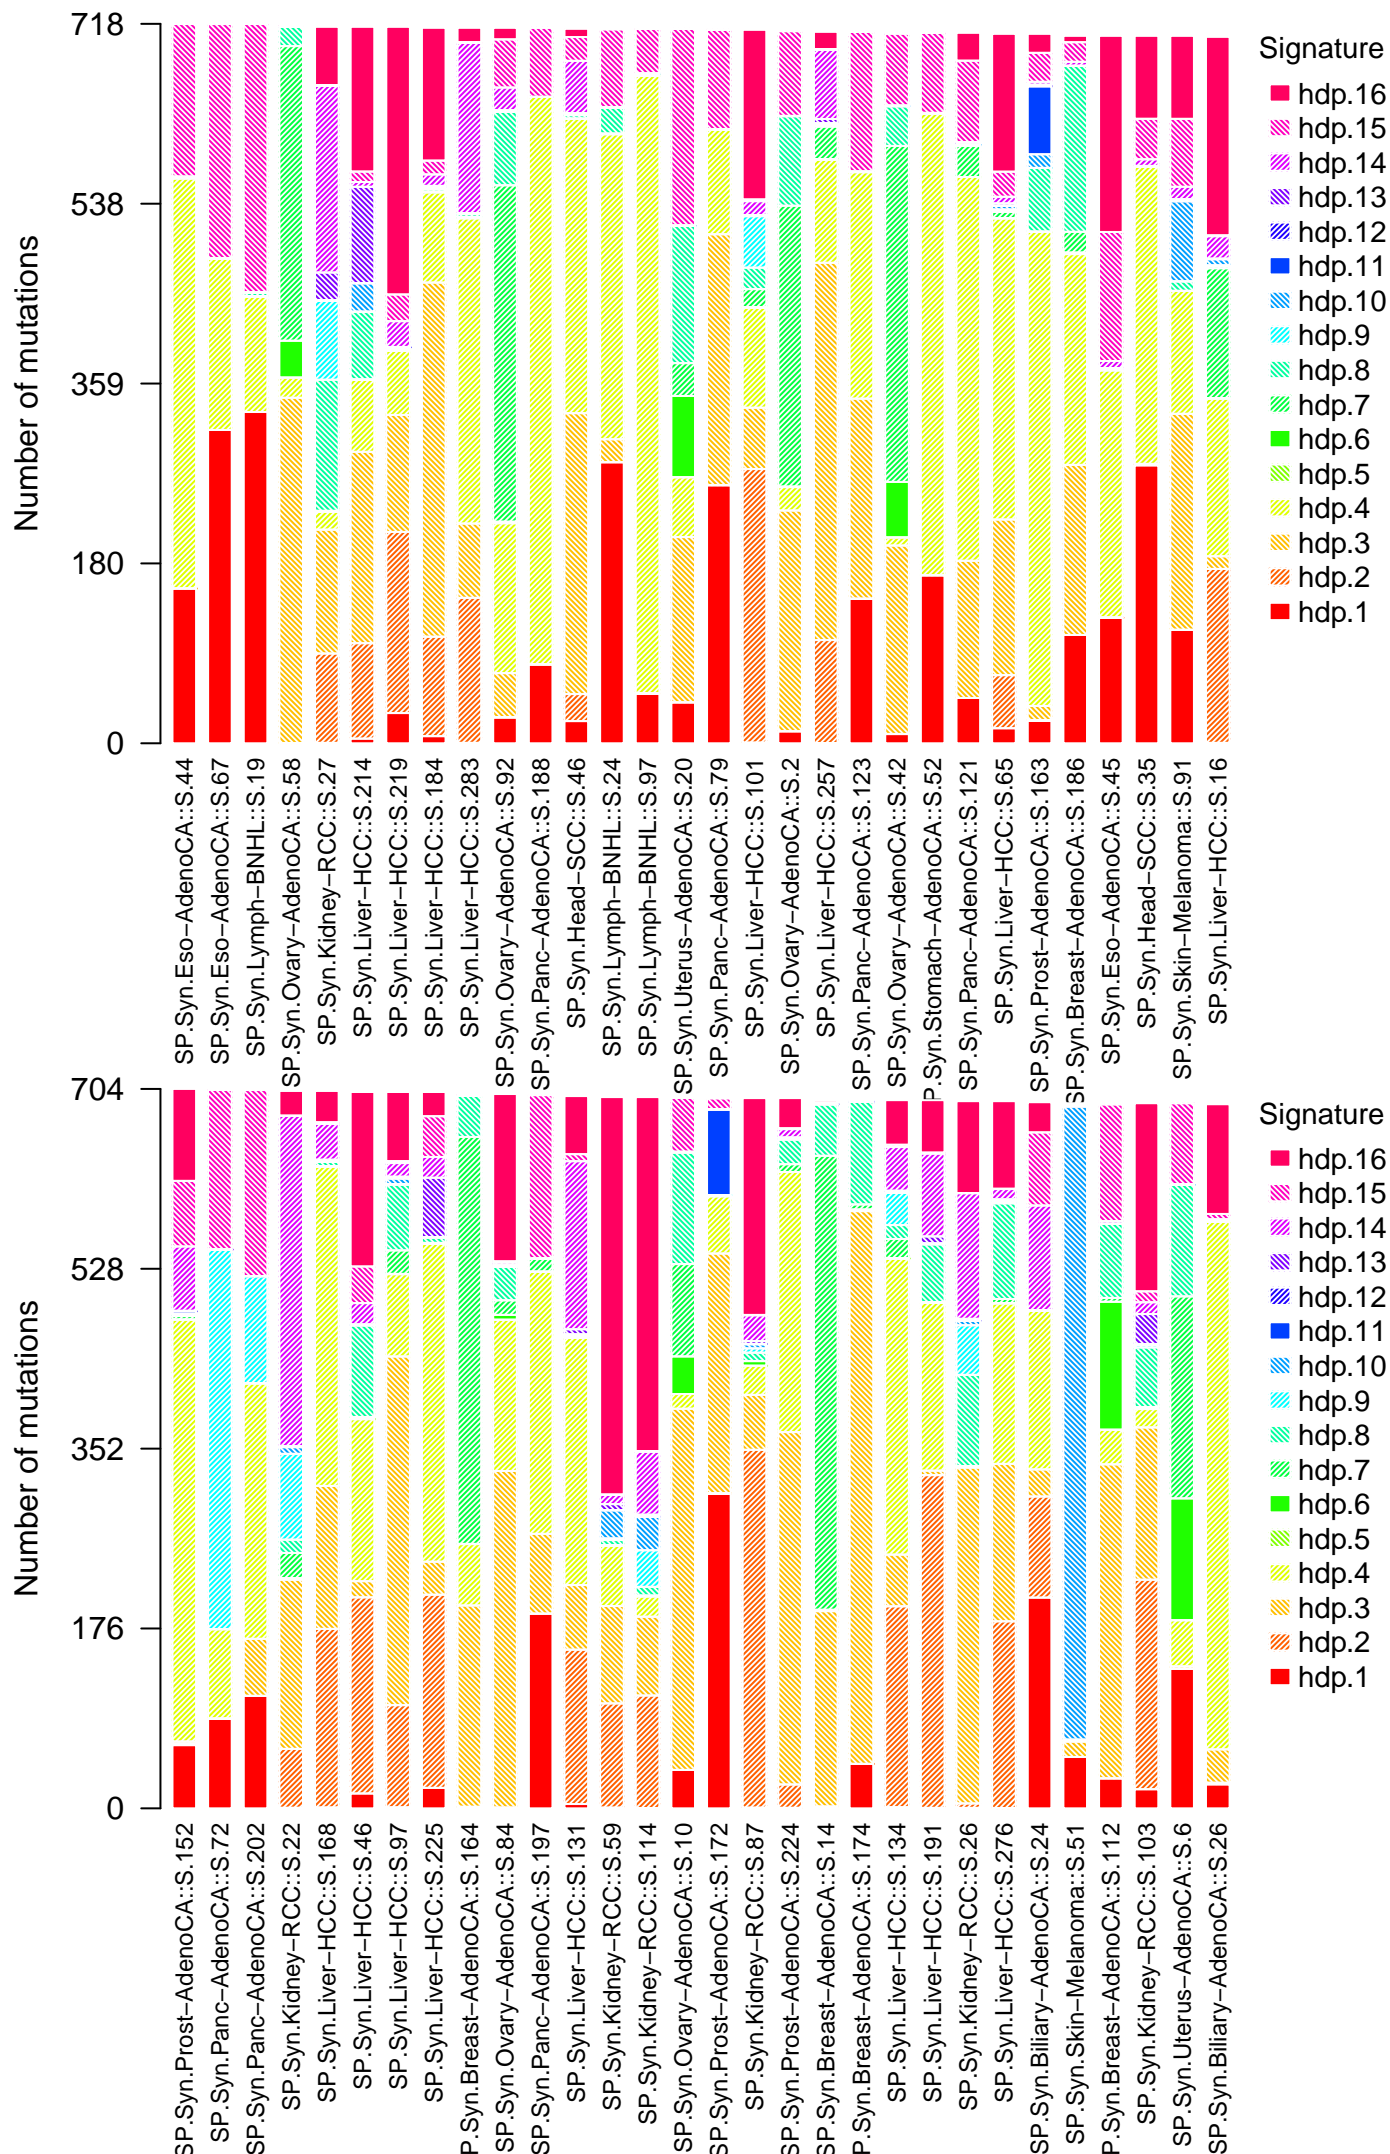 Number of mutations
718
538
359
180
0
Signature
hdp.16
hdp.15
hdp.14
hdp.13
hdp.12
hdp.11
hdp.10
hdp.9
hdp.8
hdp.7
hdp.6
hdp.5
hdp.4
hdp.3
hdp.2
hdp.1
SP.Syn.Eso−AdenoCA::S.44
SP.Syn.Eso−AdenoCA::S.67
SP.Syn.Lymph−BNHL::S.19
SP.Syn.Ovary−AdenoCA::S.58
SP.Syn.Kidney−RCC::S.27
SP.Syn.Liver−HCC::S.214
SP.Syn.Liver−HCC::S.219
SP.Syn.Liver−HCC::S.184
SP.Syn.Liver−HCC::S.283
SP.Syn.Ovary−AdenoCA::S.92
SP.Syn.Panc−AdenoCA::S.188
SP.Syn.Head−SCC::S.46
SP.Syn.Lymph−BNHL::S.24
SP.Syn.Lymph−BNHL::S.97
SP.Syn.Uterus−AdenoCA::S.20
SP.Syn.Panc−AdenoCA::S.79
SP.Syn.Liver−HCC::S.101
SP.Syn.Ovary−AdenoCA::S.2
SP.Syn.Liver−HCC::S.257
SP.Syn.Panc−AdenoCA::S.123
SP.Syn.Ovary−AdenoCA::S.42
P.Syn.Stomach−AdenoCA::S.52
SP.Syn.Panc−AdenoCA::S.121
SP.Syn.Liver−HCC::S.65
SP.Syn.Prost−AdenoCA::S.163
SP.Syn.Breast−AdenoCA::S.186
SP.Syn.Eso−AdenoCA::S.45
SP.Syn.Head−SCC::S.35
SP.Syn.Skin−Melanoma::S.91
SP.Syn.Liver−HCC::S.16
Number of mutations
704
528
352
176
0
Signature
hdp.16
hdp.15
hdp.14
hdp.13
hdp.12
hdp.11
hdp.10
hdp.9
hdp.8
hdp.7
hdp.6
hdp.5
hdp.4
hdp.3
hdp.2
hdp.1
SP.Syn.Prost−AdenoCA::S.152
SP.Syn.Panc−AdenoCA::S.72
SP.Syn.Panc−AdenoCA::S.202
SP.Syn.Kidney−RCC::S.22
SP.Syn.Liver−HCC::S.168
SP.Syn.Liver−HCC::S.46
SP.Syn.Liver−HCC::S.97
SP.Syn.Liver−HCC::S.225
SP.Syn.Breast−AdenoCA::S.164
SP.Syn.Ovary−AdenoCA::S.84
SP.Syn.Panc−AdenoCA::S.197
SP.Syn.Liver−HCC::S.131
SP.Syn.Kidney−RCC::S.59
SP.Syn.Kidney−RCC::S.114
SP.Syn.Ovary−AdenoCA::S.10
SP.Syn.Prost−AdenoCA::S.172
SP.Syn.Kidney−RCC::S.87
SP.Syn.Prost−AdenoCA::S.224
SP.Syn.Breast−AdenoCA::S.14
SP.Syn.Breast−AdenoCA::S.174
SP.Syn.Liver−HCC::S.134
SP.Syn.Liver−HCC::S.191
SP.Syn.Kidney−RCC::S.26
SP.Syn.Liver−HCC::S.276
SP.Syn.Biliary−AdenoCA::S.24
SP.Syn.Skin−Melanoma::S.51
SP.Syn.Breast−AdenoCA::S.112
SP.Syn.Kidney−RCC::S.103
SP.Syn.Uterus−AdenoCA::S.6
SP.Syn.Biliary−AdenoCA::S.26